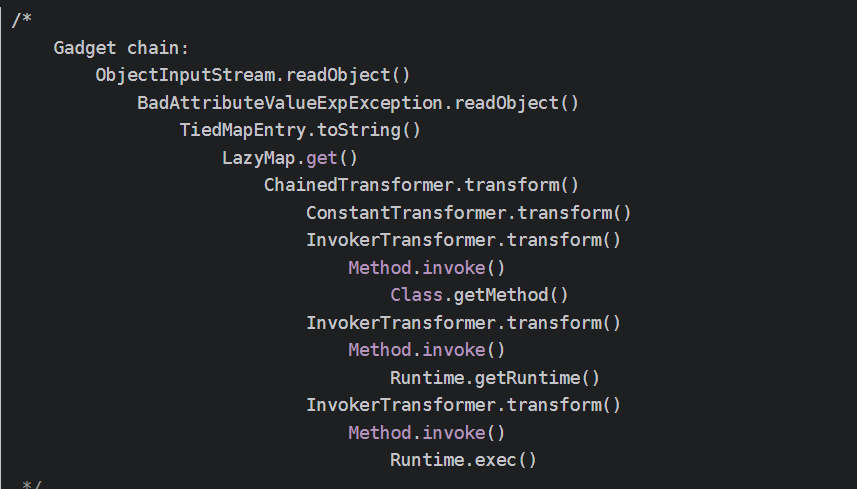 /*
Gadget chain:
ObjectInputStream.readObject()
BadAttributeValueExpException.readObject()
TiedMapEntry.toString()
LazyMap.get()
ChainedTransformer.transform()
ConstantTransformer.transform()
InvokerTransformer.transform()
Method.invoke()
Class.getMethod()
InvokerTransformer.transform()
Method.invoke()
Runtime.getRuntime()
InvokerTransformer.transform()
Method.invoke()
Runtime.exec()
*/